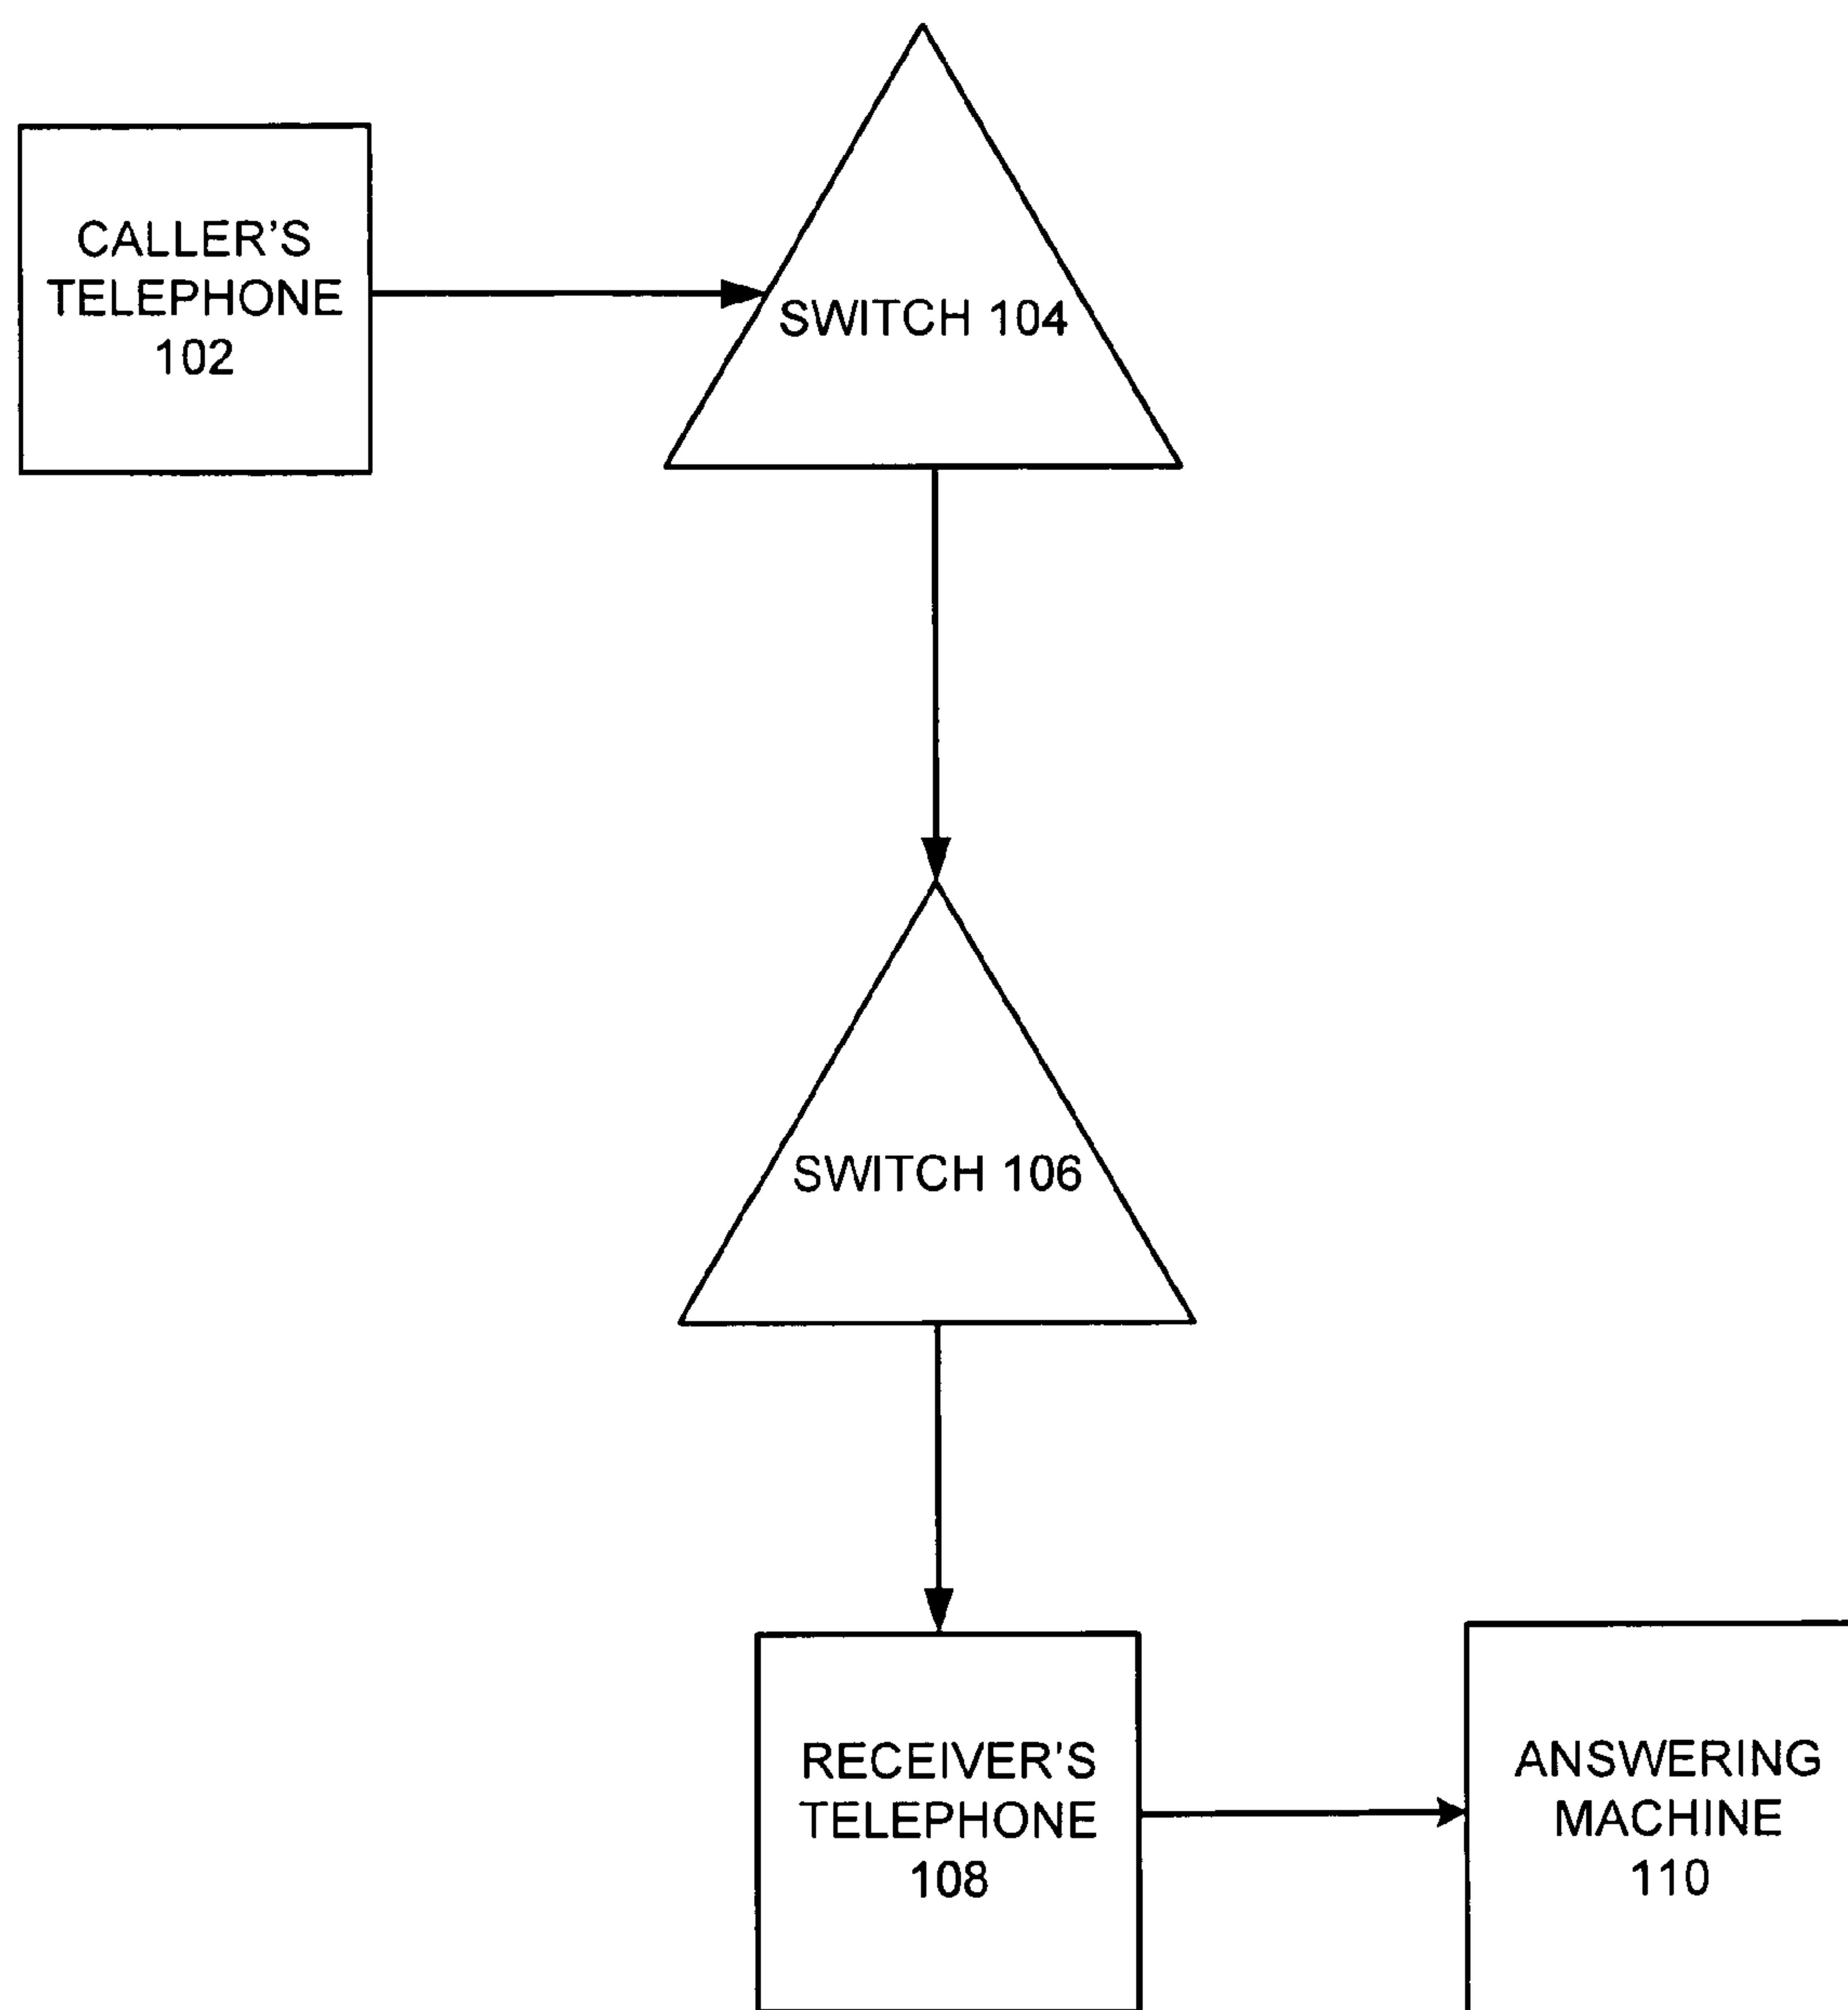 CALLER'S
TELEPHONE
102
SWITCH 104
SWITCH 106
RECEIVER'S
TELEPHONE
108
ANSWERING
MACHINE
110